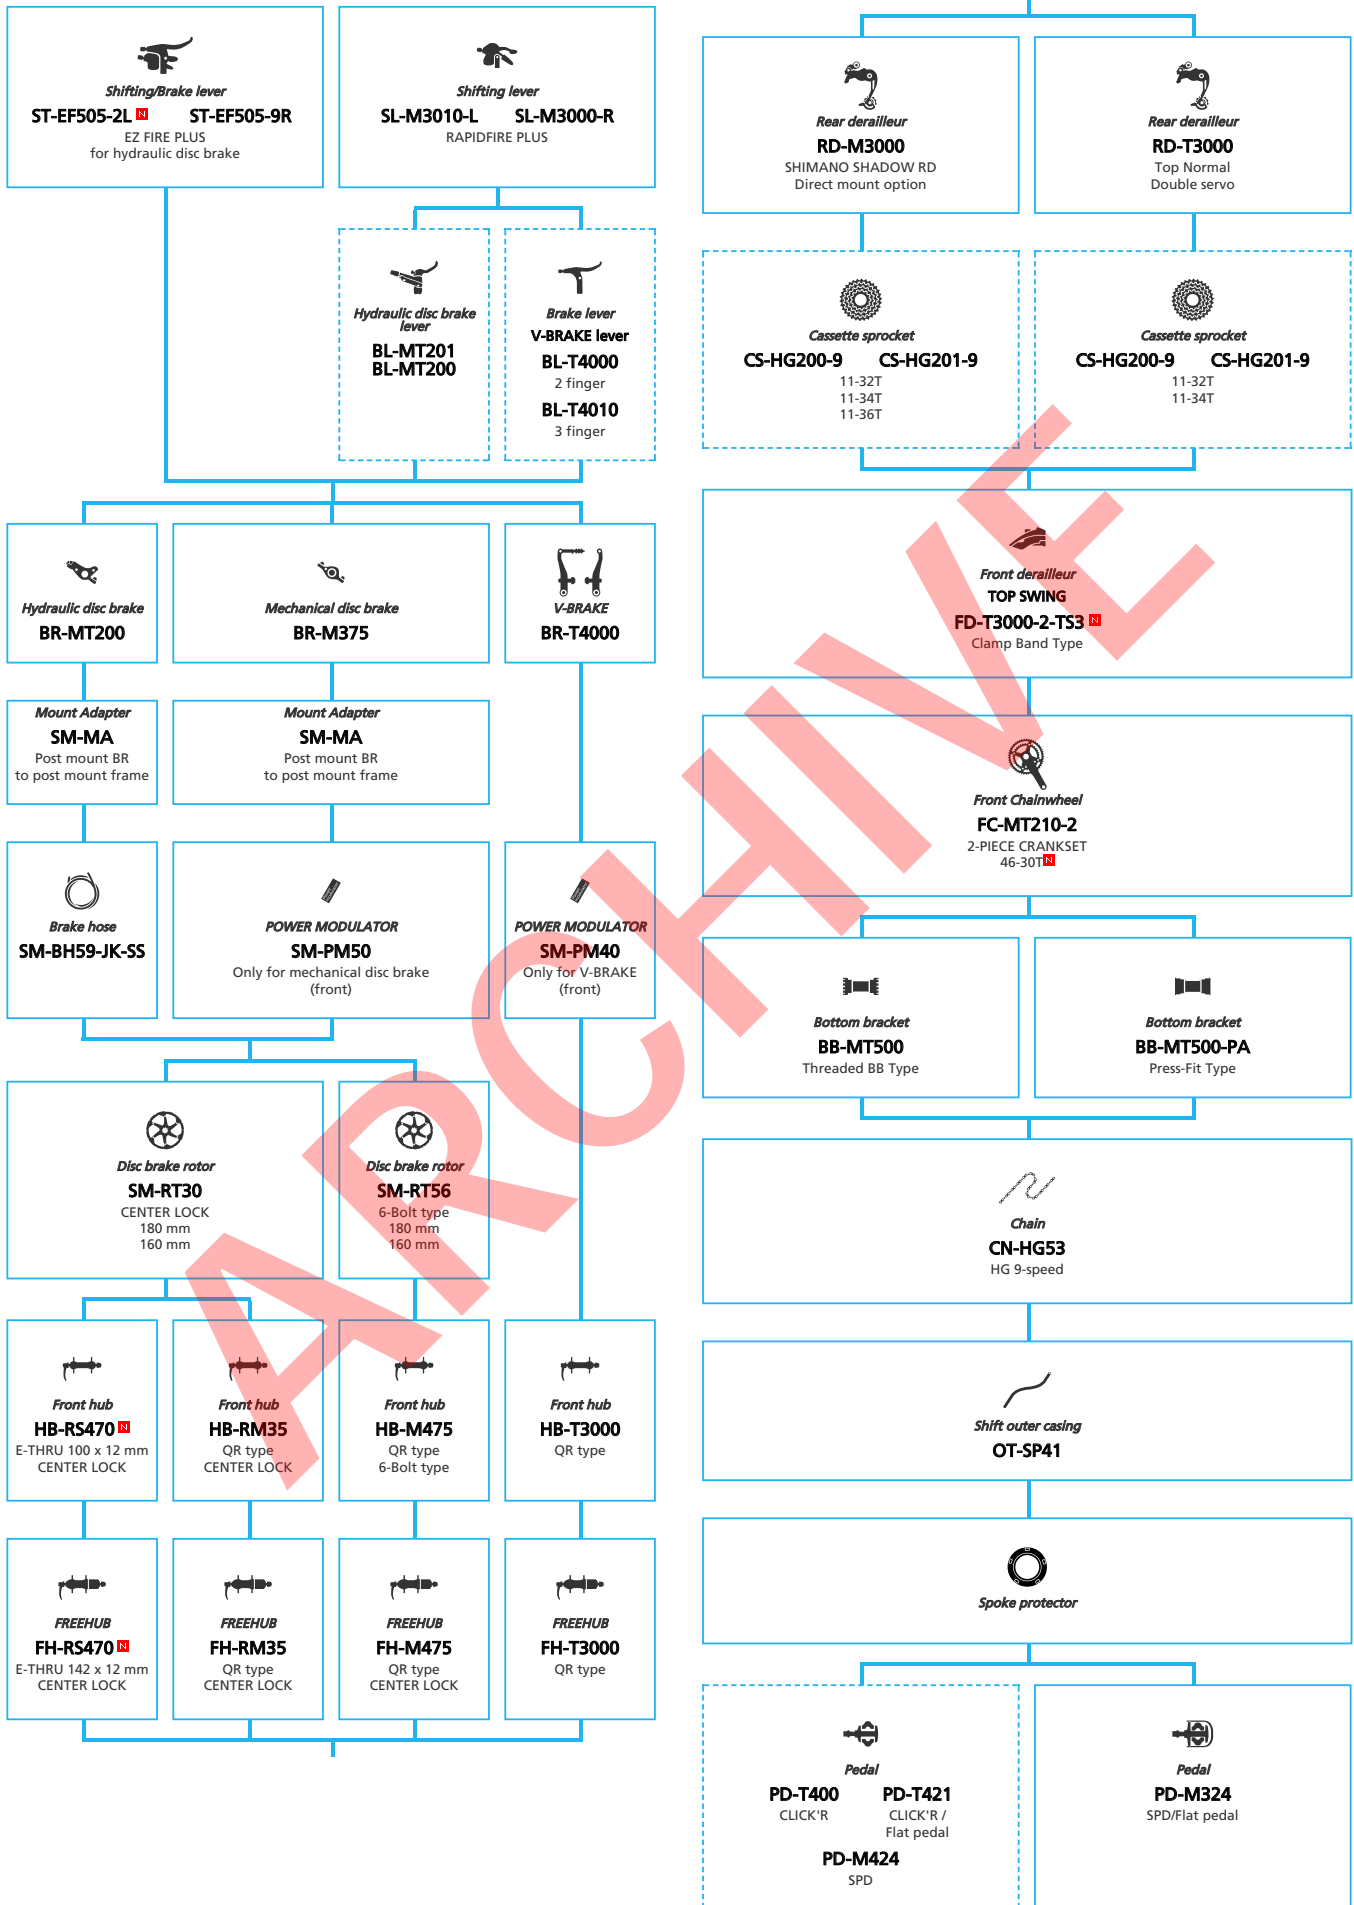 Shifting/Brake lever
ST-EF505-2L N ST-EF505-9R
EZ FIRE PLUS
for hydraulic disc brake
Shifting lever
SL-M3010-L SL-M3000-R
RAPIDFIRE PLUS
Hydraulic disc brake
lever
BL-MT201
BL-MT200
Brake lever
V-BRAKE lever
BL-T4000
2 finger
BL-T4010
3 finger
Hydraulic disc brake
BR-MT200
Mechanical disc brake
BR-M375
V-BRAKE
BR-T4000
Mount Adapter
SM-MA
Post mount BR
to post mount frame
Mount Adapter
SM-MA
Post mount BR
to post mount frame
Brake hose
SM-BH59-JK-SS
POWER MODULATOR
SM-PM50
Only for mechanical disc brake
(front)
POWER MODULATOR
SM-PM40
Only for V-BRAKE
(front)
Disc brake rotor
SM-RT30
CENTER LOCK
180 mm
160 mm
Disc brake rotor
SM-RT56
6-Bolt type
180 mm
160 mm
Front hub
HB-RS470 N
E-THRU 100 x 12 mm
CENTER LOCK
Front hub
HB-RM35
QR type
CENTER LOCK
Front hub
HB-M475
QR type
6-Bolt type
Front hub
HB-T3000
QR type
FREEHUB
FH-RS470 N
E-THRU 142 x 12 mm
CENTER LOCK
FREEHUB
FH-RM35
QR type
CENTER LOCK
FREEHUB
FH-M475
QR type
CENTER LOCK
FREEHUB
FH-T3000
QR type
Rear derailleur
RD-M3000
SHIMANO SHADOW RD
Direct mount option
Rear derailleur
RD-T3000
Top Normal
Double servo
Cassette sprocket
CS-HG200-9 CS-HG201-9
11-32T
11-34T
11-36T
Cassette sprocket
CS-HG200-9 CS-HG201-9
11-32T
11-34T
Front derailleur
TOP SWING
FD-T3000-2-TS3 N
Clamp Band Type
Front Chainwheel
FC-MT210-2
2-PIECE CRANKSET
46-30T N
Bottom bracket
BB-MT500
Threaded BB Type
Bottom bracket
BB-MT500-PA
Press-Fit Type
Chain
CN-HG53
HG 9-speed
Shift outer casing
OT-SP41
Spoke protector
Pedal
PD-T400 PD-T421
CLICK'R CLICK'R /
Flat pedal
PD-M424
SPD
Pedal
PD-M324
SPD/Flat pedal
ARCHIVE